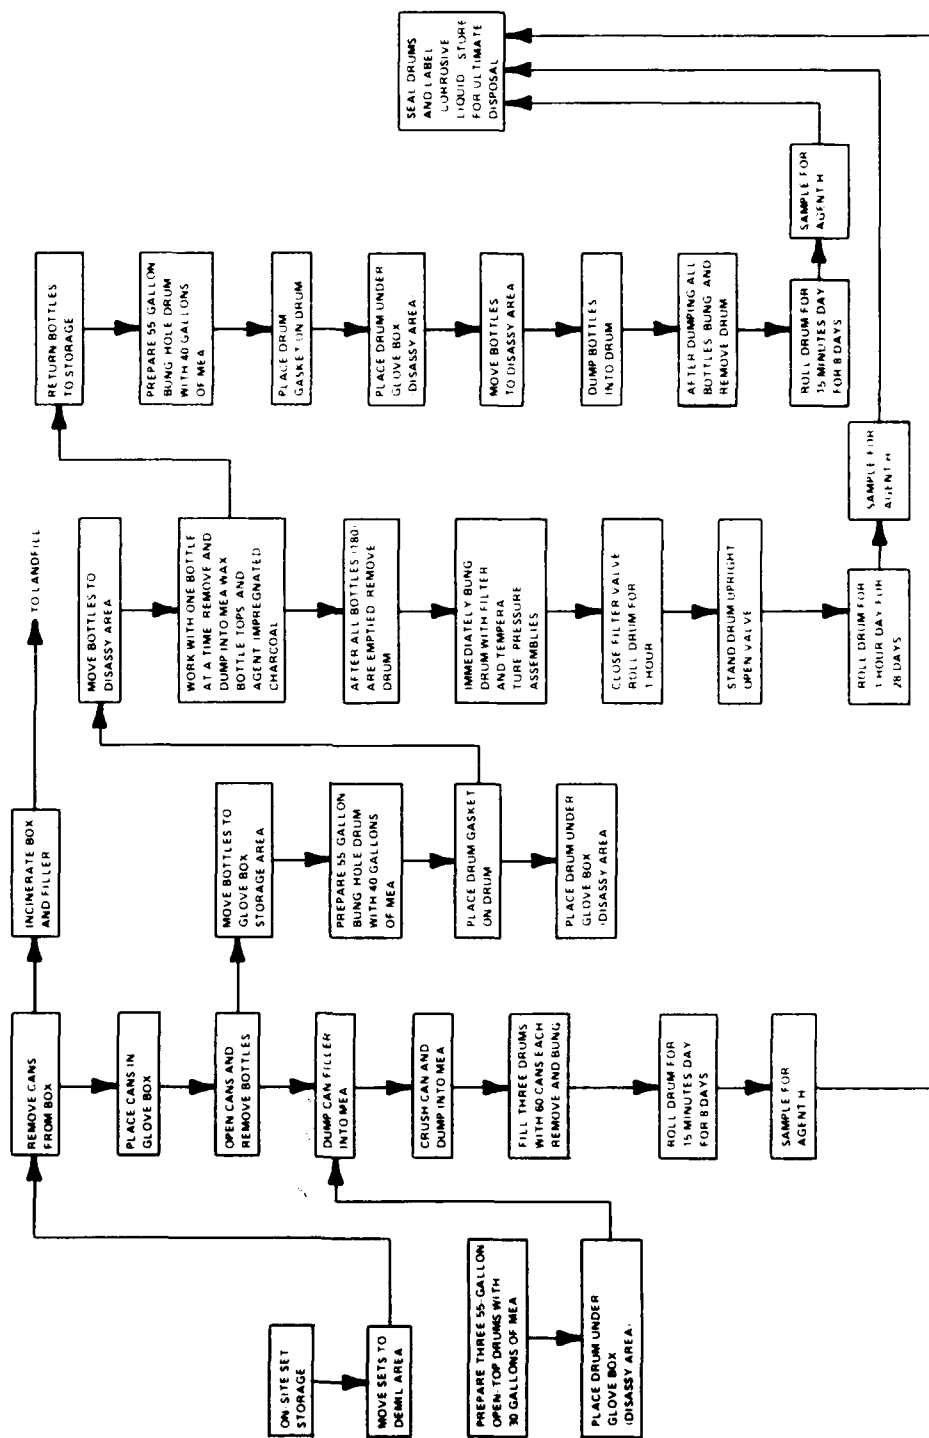 ON-SITE SET
STORAGE
MOVE SETS TO
DEMIL AREA
PREPARE THREE 55-GALLON
OPEN-TOP DRUMS WITH
30 GALLONS OF MEA
PLACE DRUM UNDER
GLOVE BOX
(DISASSY AREA)
REMOVE CANS
FROM BOX
PLACE CANS IN
GLOVE BOX
OPEN CANS AND
REMOVE BOTTLES
DUMP CAN FILLER
INTO MEA
CRUSH CAN AND
DUMP INTO MEA
FILL THREE DRUMS
WITH 60 CANS EACH
REMOVE AND BUNG
ROLL DRUM FOR
15 MINUTES DAY
FOR 8 DAYS
SAMPLE FOR
AGENT H
INCINERATE BOX
AND FILLER
TO LANDFILL
MOVE BOTTLES TO
GLOVE BOX
STORAGE AREA
PREPARE 55 GALLON
BUNG HOLE DRUM
WITH 40 GALLONS
OF MEA
PLACE DRUM GASKET
ON DRUM
PLACE DRUM UNDER
GLOVE BOX
(DISASSY AREA
MOVE BOTTLES TO
DISASSY AREA
WORK WITH ONE BOTTLE
AT A TIME REMOVE AND
DUMP INTO MEA WAX
BOTTLE TOPS AND
AGENT IMPREGNATED
CHARCOAL
AFTER ALL BOTTLES (180)
ARE EMPTIED REMOVE
DRUM
IMMEDIATELY BUNG
DRUM WITH FILTER
AND TEMPERA
TURE PRESSURE
ASSEMBLIES
CLOSE FILTER VALVE
ROLL DRUM FOR
1 HOUR
STAND DRUM UPRIGHT
OPEN VALVE
ROLL DRUM FOR
1 HOUR DAY FOR
28 DAYS
SAMPLE FOR
AGENT H
RETURN BOTTLES
TO STORAGE
PREPARE 55 GALLON
BUNG HOLE DRUM
WITH 40 GALLONS
OF MEA
PLACE DRUM
GASKET ON DRUM
PLACE DRUM UNDER
GLOVE BOX
DISASSY AREA
MOVE BOTTLES
TO DISASSY AREA
DUMP BOTTLES
INTO DRUM
AFTER DUMPING ALL
BOTTLES BUNG AND
REMOVE DRUM
ROLL DRUM FOR
15 MINUTES DAY
FOR 8 DAYS
SAMPLE FOR
AGENT H
SEAL DRUMS
AND LABEL
CORROSIVE
LIQUID STORE
FOR ULTIMATE
DISPOSAL